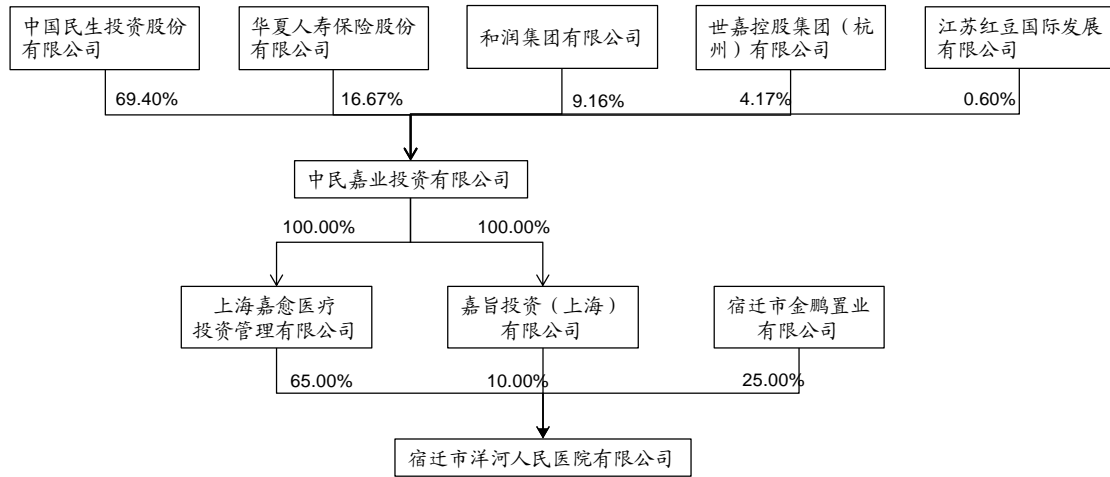 中国民生投资股份
有限公司
华夏人寿保险股份
有限公司
和润集团有限公司
世嘉控股集团（杭
州）有限公司
江苏红豆国际发展
有限公司
69.40%
16.67%
9.16%
4.17%
0.60%
中民嘉业投资有限公司
100.00%
100.00%
上海嘉愈医疗
投资管理有限公司
嘉旨投资（上海）
有限公司
宿迁市金鹏置业
有限公司
65.00%
10.00%
25.00%
宿迁市洋河人民医院有限公司